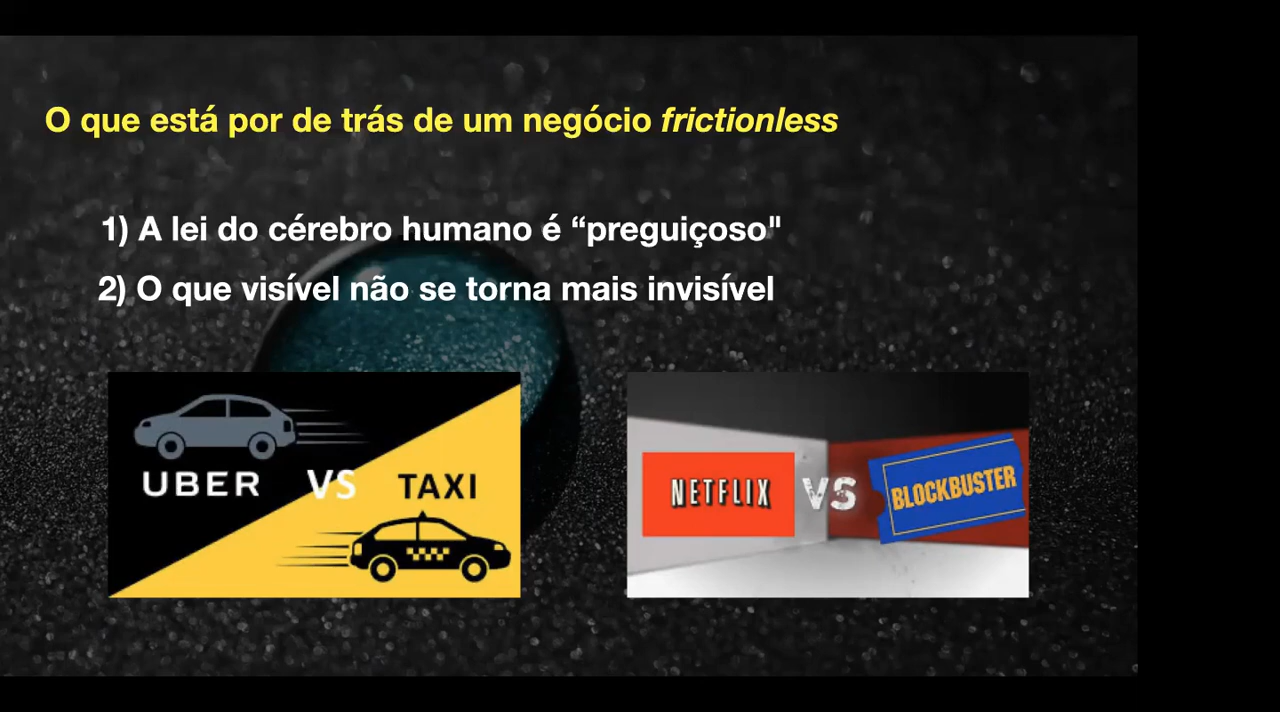 O que está por de trás de um negócio frictionless
1) A lei do cérebro humano é “preguiçoso"
2) O que visível não se torna mais invisível
UBER VS TAXI
NETFLIX VS BLOCKBUSTER